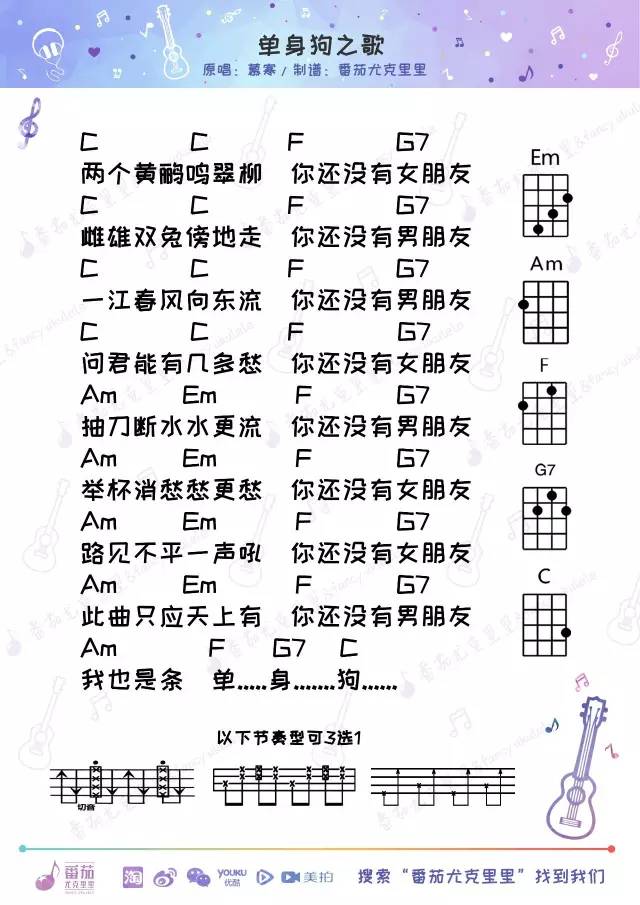 单身狗之歌
原唱：慕寒 / 制谱：番茄尤克里里
C C F G7
两个黄鹂鸣翠柳 你还没有女朋友
C C F G7
雌雄双兔傍地走 你还没有男朋友
C C F G7
一江春风向东流 你还没有男朋友
C C F G7
问君能有几多愁 你还没有男朋友
Am Em F G7
抽刀断水水更流 你还没有男朋友
Am Em F G7
举杯消愁愁更愁 你还没有女朋友
Am Em F G7
路见不平一声吼 你还没有女朋友
Am Em F G7
此曲只应天上有 你还没有男朋友
Am F G7 C
我也是条 单.....身.......狗......
Em
Am
F
G7
C
以下节奏型可3选1
切音
番茄
尤克里里
淘
YOUKU
优酷
美拍
搜索“番茄尤克里里”找到我们